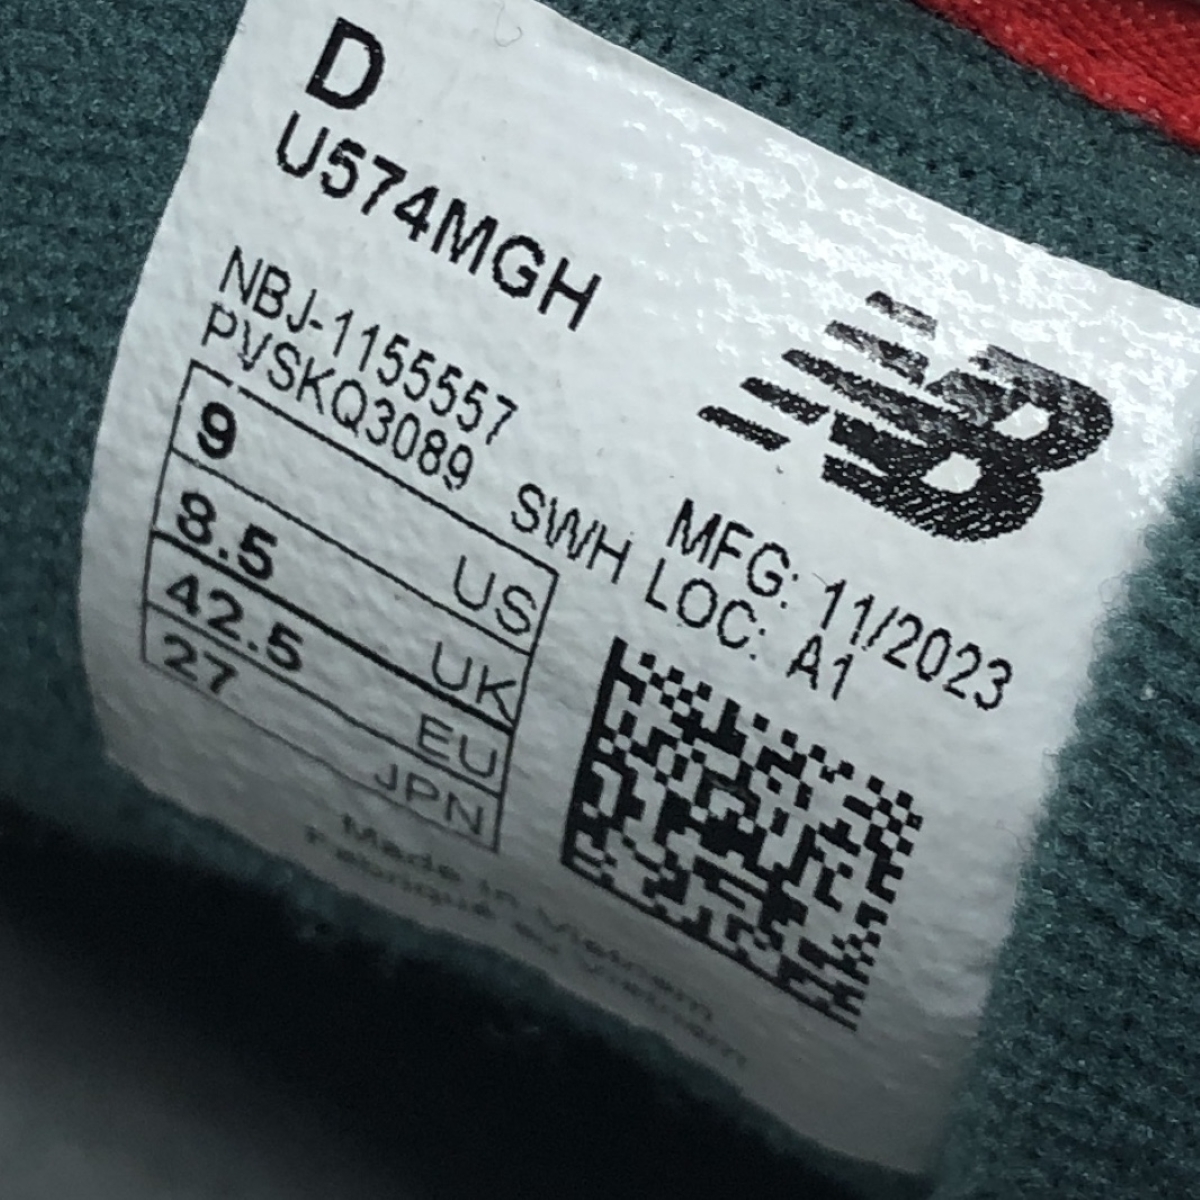 D
U574MGH
NB
NBJ-1155557
PVSKQ3089 SWH
MFG: 11/2023
LOC: A1
9 US
8.5 UK
42.5 EU
27 JPN
Made in Vietnam
Fabriqué au Vietnam